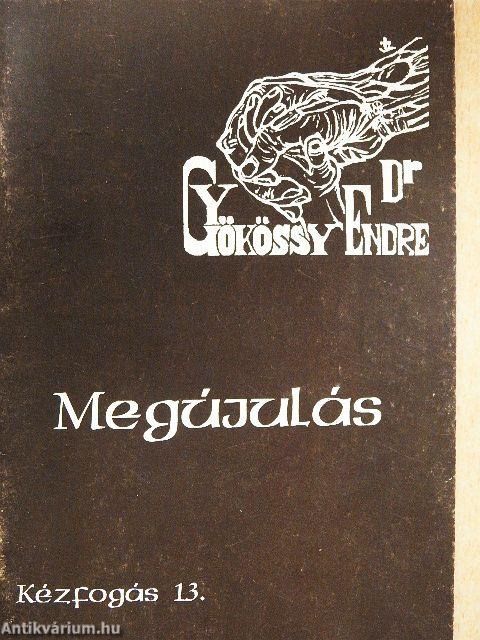 Dr
GYÖKÖSSY ENDRE
Megújulás
Kézfogás 13.
Antikvárium.hu